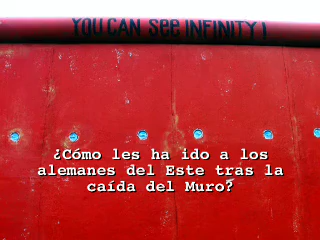 YOU CAN See INFINITY!
¿Cómo les ha ido a los
alemanes del Este tras la
caída del Muro?